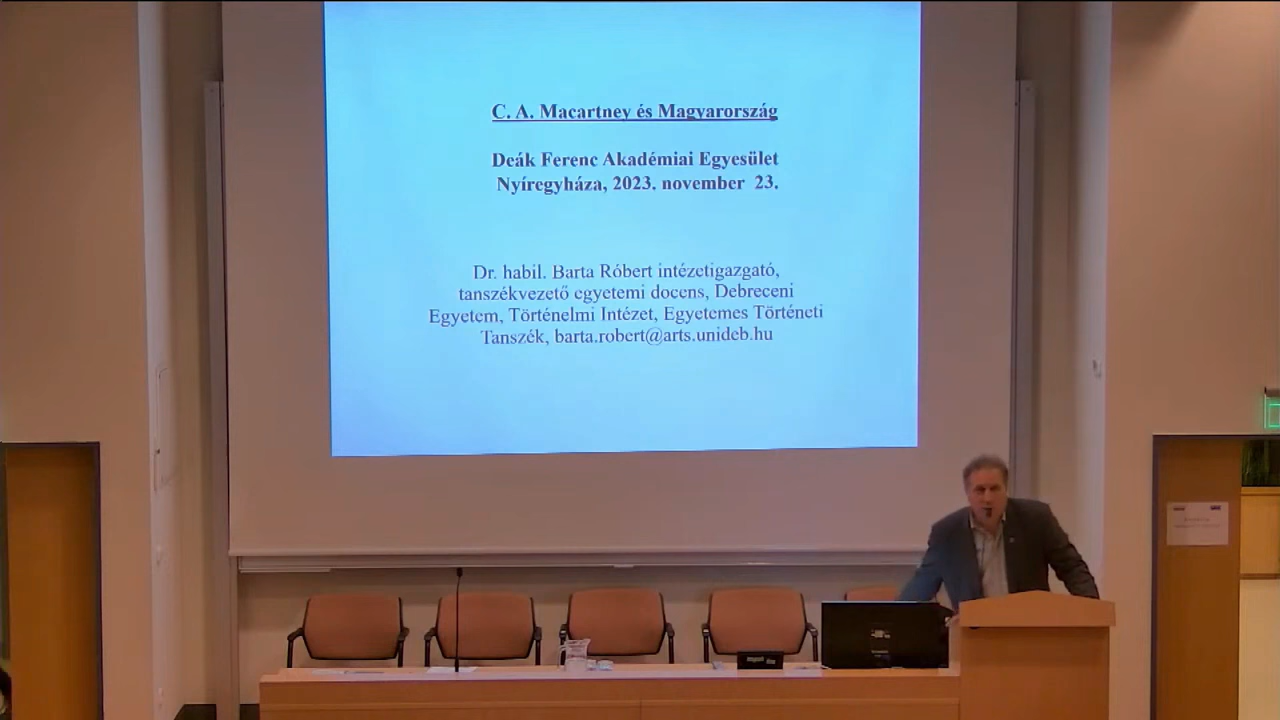 C. A. Macartney és Magyarország
Deák Ferenc Akadémiai Egyesület
Nyíregyháza, 2023. november 23.
Dr. habil. Barta Róbert intézetigazgató,
tanszékvezető egyetemi docens, Debreceni
Egyetem, Történelmi Intézet, Egyetemes Történeti
Tanszék, barta.robert@arts.unideb.hu